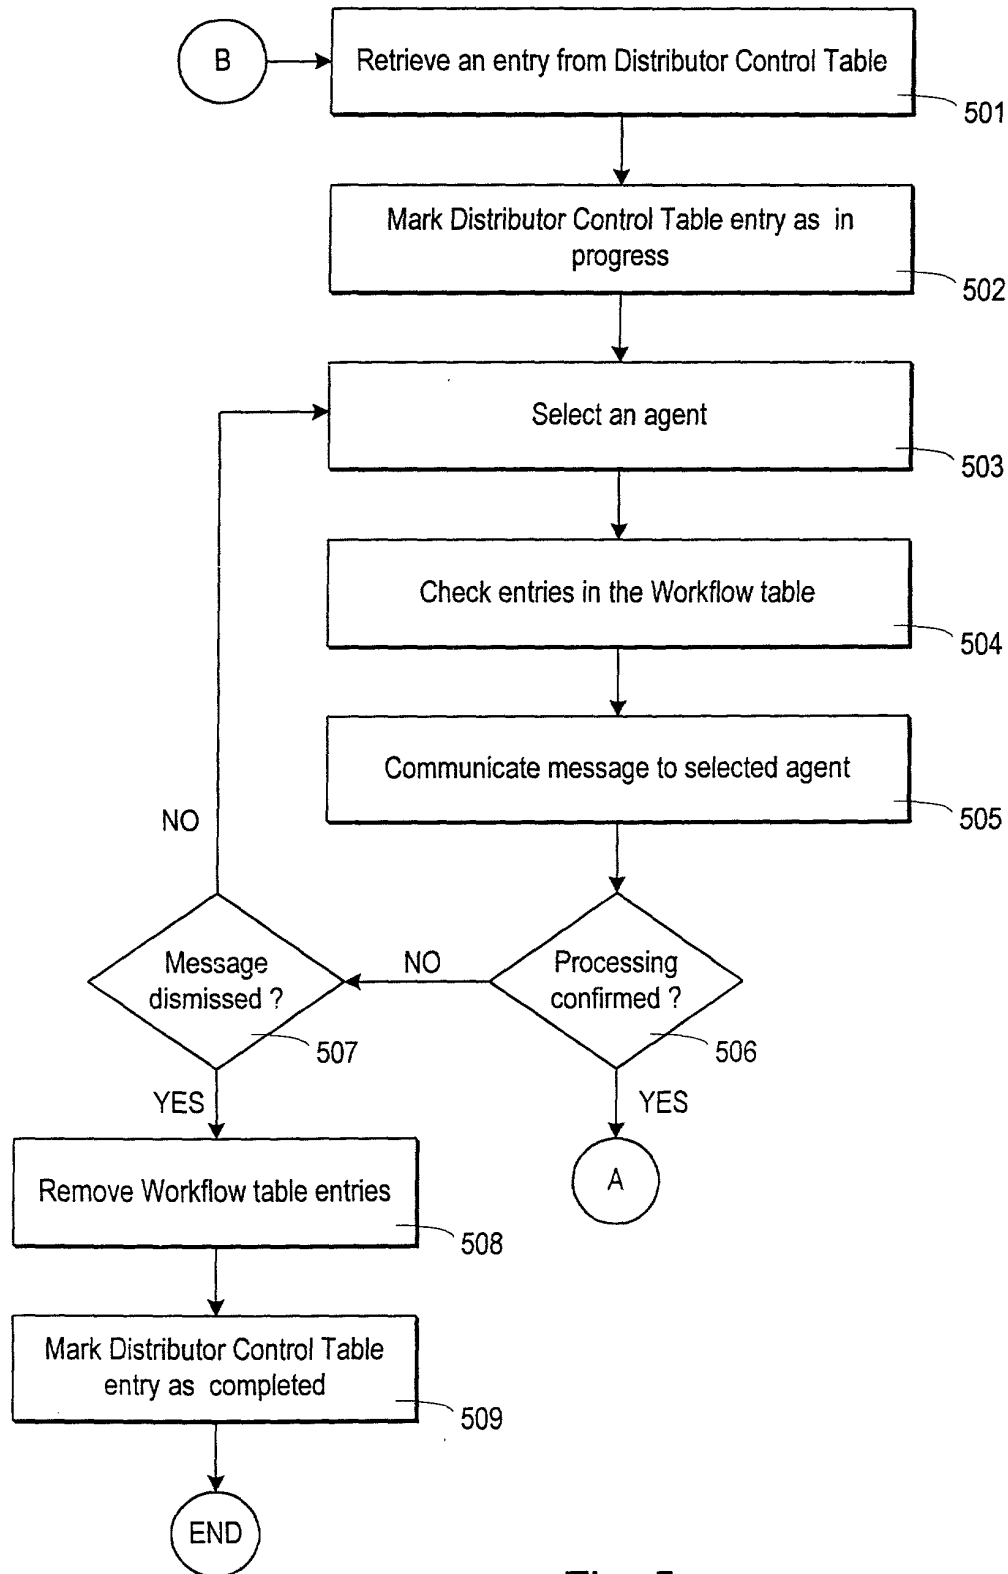 B
Retrieve an entry from Distributor Control Table
501
Mark Distributor Control Table entry as in
progress
502
Select an agent
503
Check entries in the Workflow table
504
Communicate message to selected agent
505
NO
Message
dismissed ?
507
NO
Processing
confirmed ?
506
YES
YES
Remove Workflow table entries
508
A
Mark Distributor Control Table
entry as completed
509
END